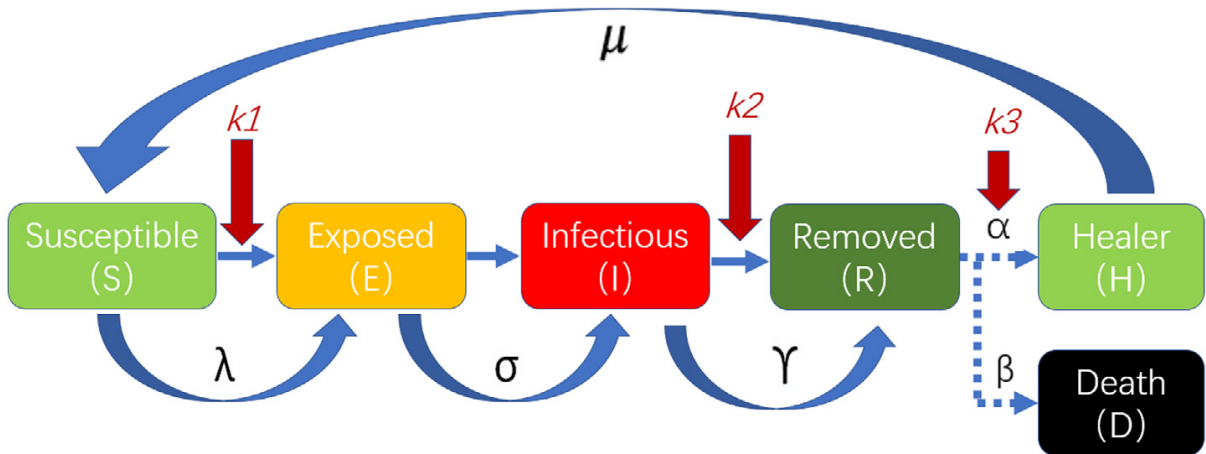 μ
k1
k2
k3
Susceptible
(S)
Exposed
(E)
Infectious
(I)
Removed
(R)
α
Healer
(H)
λ
σ
γ
β
Death
(D)